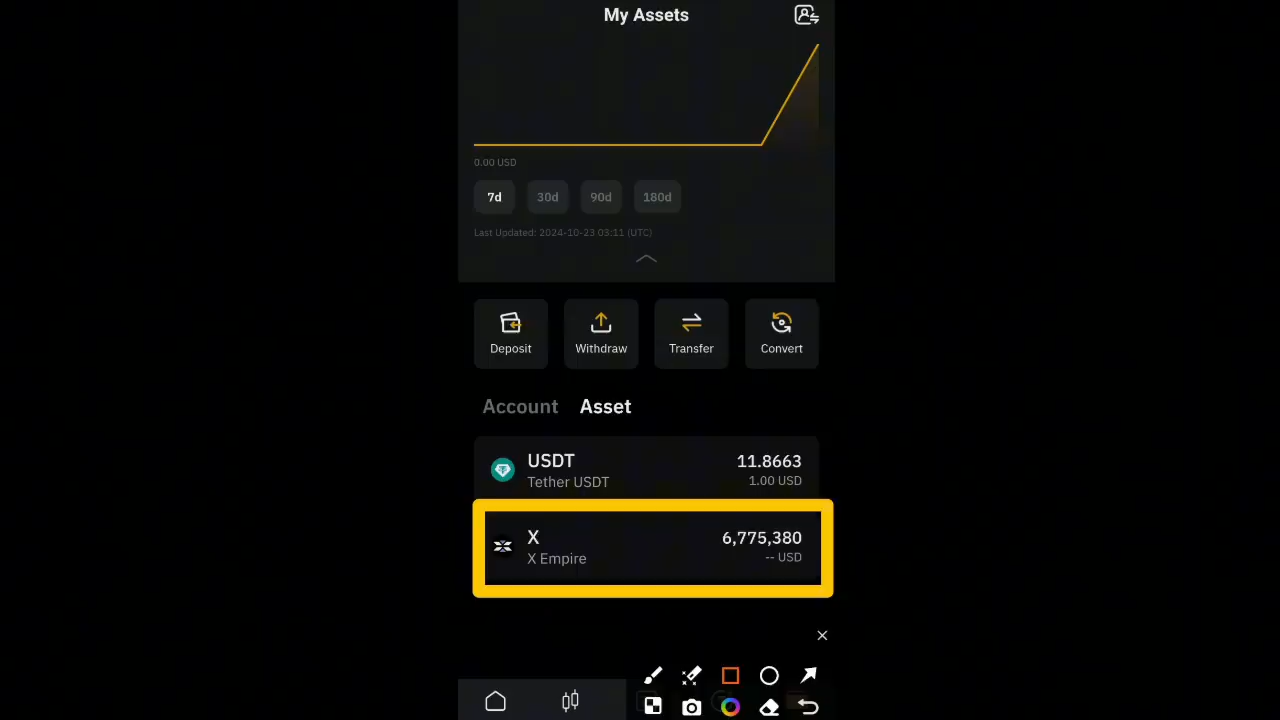 My Assets
0.00 USD
7d 30d 90d 180d
Last Updated: 2024-10-23 03:11 (UTC)
Deposit Withdraw Transfer Convert
Account Asset
USDT 11.8663
Tether USDT 1.00 USD
X 6,775,380
X Empire -- USD